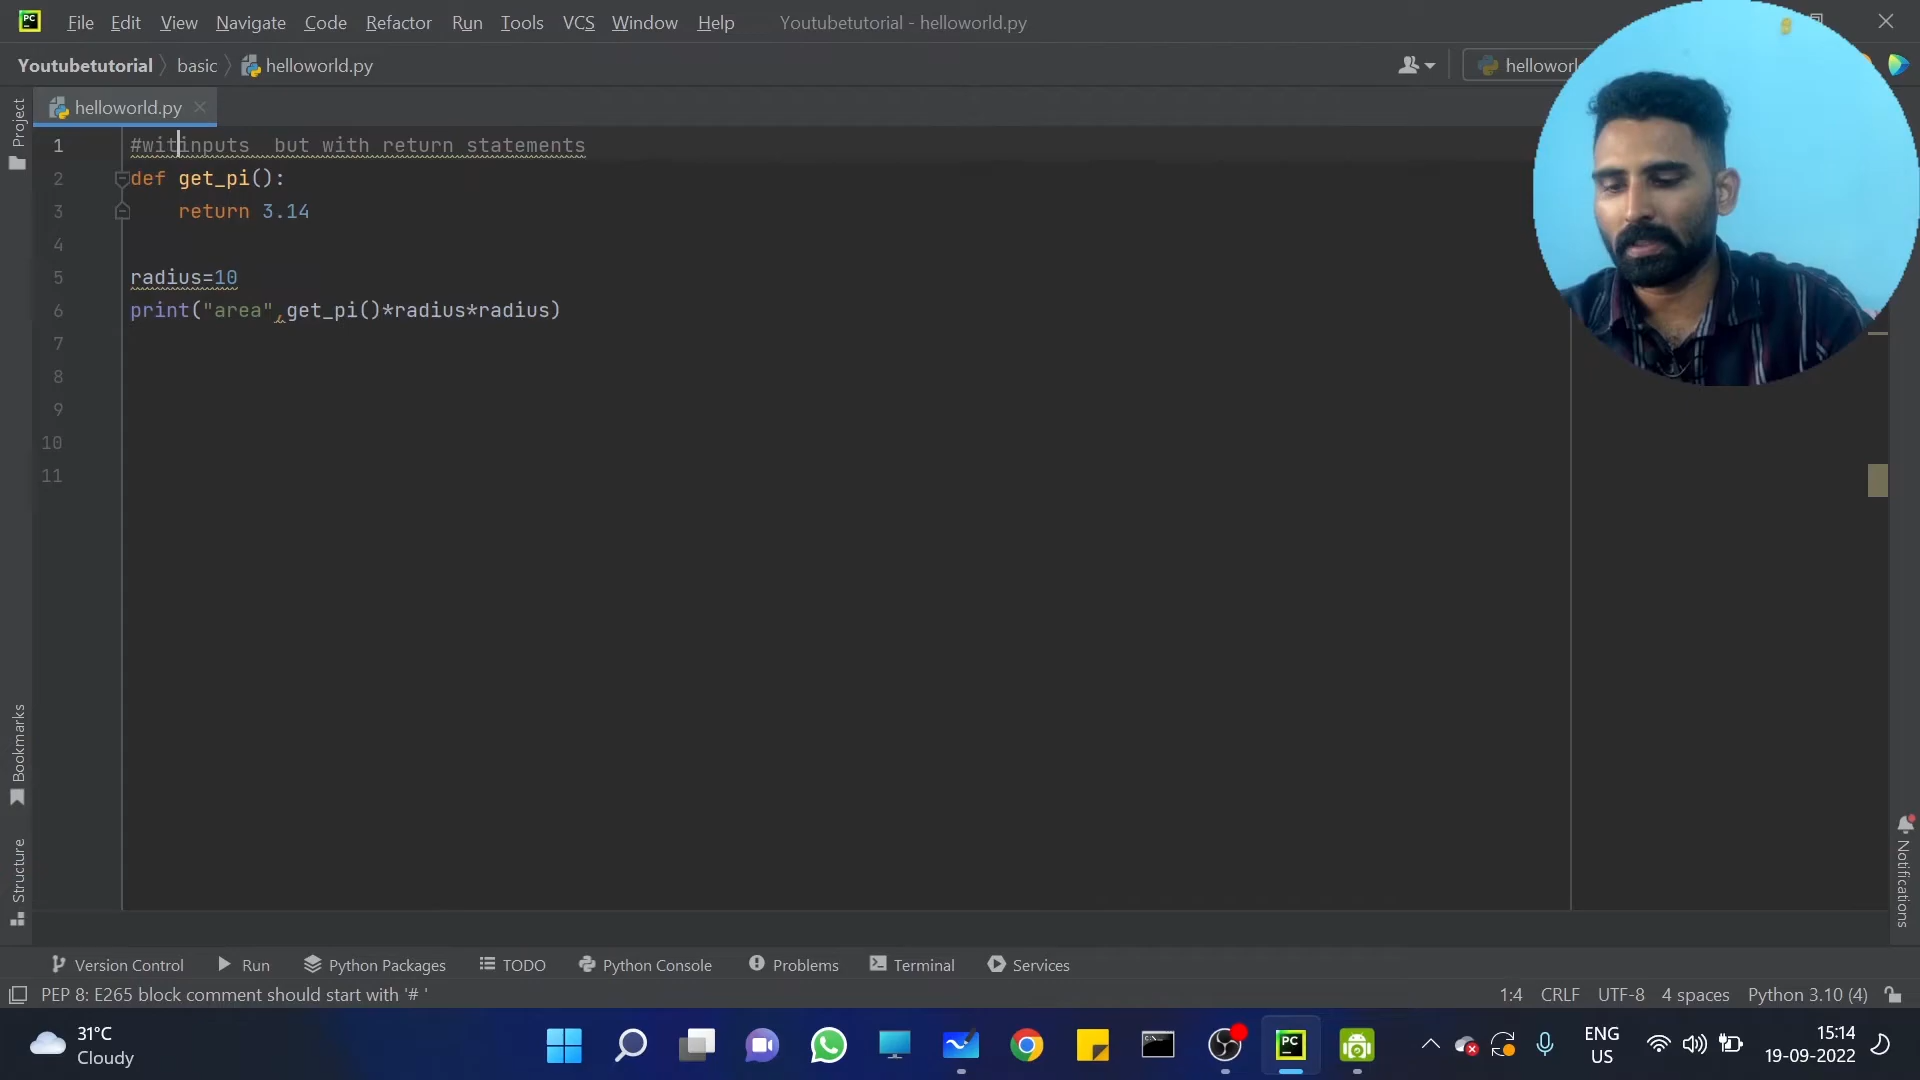 PC File Edit View Navigate Code Refactor Run Tools VCS Window Help Youtubetutorial - helloworld.py
Youtubetutorial basic helloworld.py
helloworl
helloworld.py
Project
1 #witinputs  but with return statements
2 def get_pi():
3     return 3.14
4
5 radius=10
6 print("area",get_pi()*radius*radius)
7
8
9
10
11
Bookmarks
Structure
Notifications
Version Control Run Python Packages TODO Python Console Problems Terminal Services
PEP 8: E265 block comment should start with '# ' 1:4 CRLF UTF-8 4 spaces Python 3.10 (4)
31°C
Cloudy
PC
ENG
US
15:14
19-09-2022